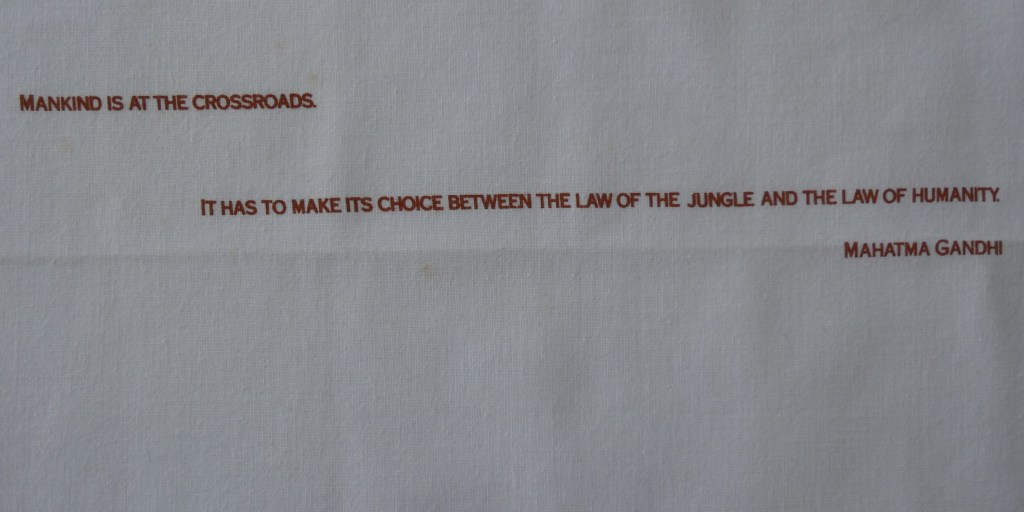 Mankind is at the crossroads.
It has to make its choice between the law of the jungle and the law of humanity.
Mahatma Gandhi